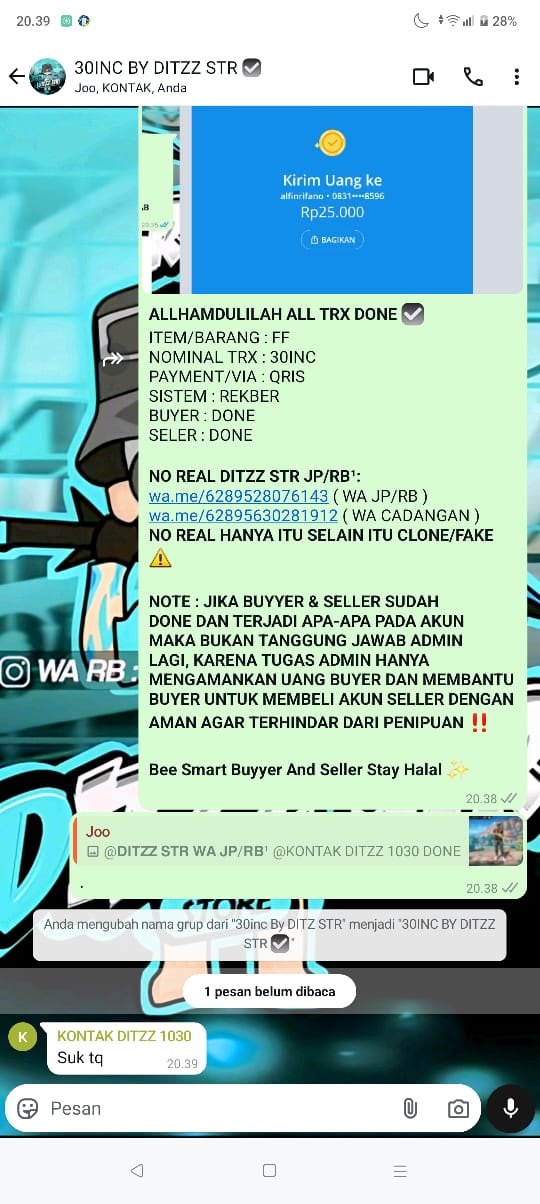 20.39
28%
30INC BY DITZZ STR ☑
Joo, KONTAK, Anda
20.35
Kirim Uang ke
alfinrifano • 0831••••8596
Rp25.000
BAGIKAN
ALLHAMDULILAH ALL TRX DONE ☑
ITEM/BARANG : FF
NOMINAL TRX : 30INC
PAYMENT/VIA : QRIS
SISTEM : REKBER
BUYER : DONE
SELER : DONE
NO REAL DITZZ STR JP/RB¹:
wa.me/6289528076143 ( WA JP/RB )
wa.me/62895630281912 ( WA CADANGAN )
NO REAL HANYA ITU SELAIN ITU CLONE/FAKE
⚠️
NOTE : JIKA BUYYER & SELLER SUDAH
DONE DAN TERJADI APA-APA PADA AKUN
MAKA BUKAN TANGGUNG JAWAB ADMIN
LAGI, KARENA TUGAS ADMIN HANYA
MENGAMANKAN UANG BUYER DAN MEMBANTU
BUYER UNTUK MEMBELI AKUN SELLER DENGAN
AMAN AGAR TERHINDAR DARI PENIPUAN ‼️
Bee Smart Buyyer And Seller Stay Halal ✨
20.38
WA RB :
Joo
@DITZZ STR WA JP/RB¹ @KONTAK DITZZ 1030 DONE
.
20.38
STORE
Anda mengubah nama grup dari "30inc By DITZ STR" menjadi "30INC BY DITZZ
STR ☑"
1 pesan belum dibaca
K
KONTAK DITZZ 1030
Suk tq
20.39
Pesan